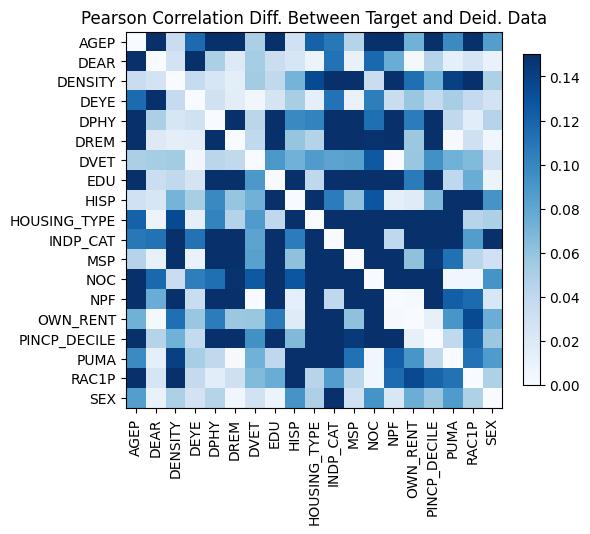 Pearson Correlation Diff. Between Target and Deid. Data
AGEP
DEAR
DENSITY
DEYE
DPHY
DREM
DVET
EDU
HISP
HOUSING_TYPE
INDP_CAT
MSP
NOC
NPF
OWN_RENT
PINCP_DECILE
PUMA
RAC1P
SEX
AGEP
DEAR
DENSITY
DEYE
DPHY
DREM
DVET
EDU
HISP
HOUSING_TYPE
INDP_CAT
MSP
NOC
NPF
OWN_RENT
PINCP_DECILE
PUMA
RAC1P
SEX
0.14
0.12
0.10
0.08
0.06
0.04
0.02
0.00